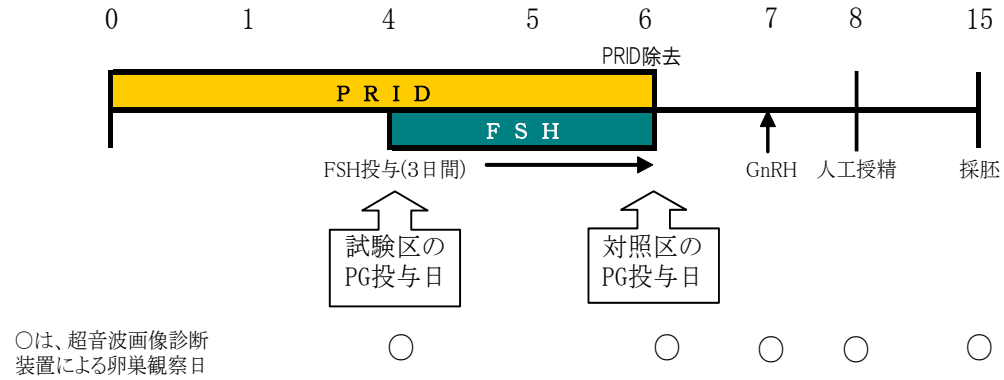 0 1 4 5 6 7 8 15
PRID除去
ＰＲＩＤ
ＦＳＨ
FSH投与(3日間)
GnRH 人工授精 採胚
試験区の
PG投与日
対照区の
PG投与日
○は、超音波画像診断
装置による卵巣観察日
○ ○ ○ ○ ○